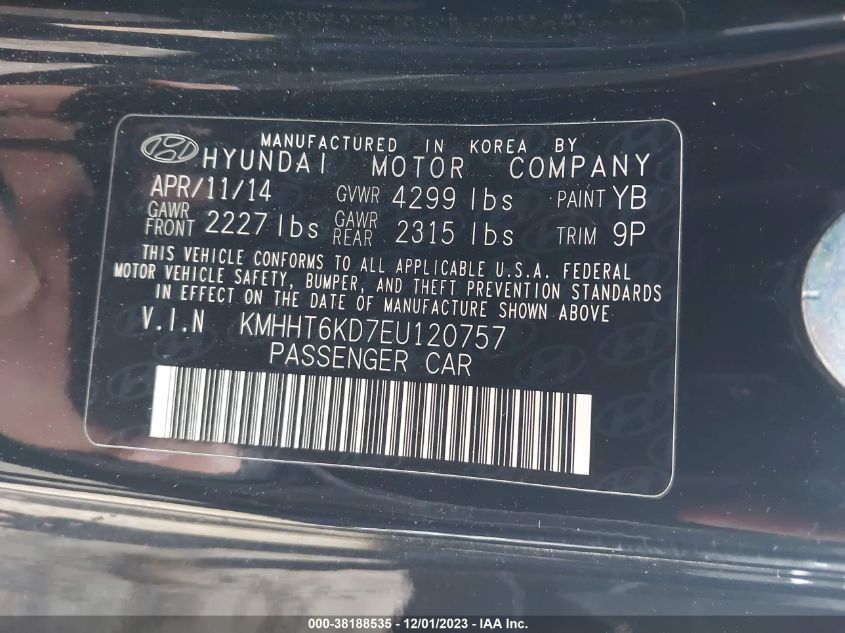 MANUFACTURED IN KOREA BY
HYUNDAI MOTOR COMPANY
APR/11/14 GVWR 4299 lbs PAINT YB
GAWR FRONT 2227 lbs GAWR REAR 2315 lbs TRIM 9P
THIS VEHICLE CONFORMS TO ALL APPLICABLE U.S.A. FEDERAL
MOTOR VEHICLE SAFETY, BUMPER, AND THEFT PREVENTION STANDARDS
IN EFFECT ON THE DATE OF MANUFACTURE SHOWN ABOVE
V.I.N KMHHT6KD7EU120757
PASSENGER CAR
000-38188535 - 12/01/2023 - IAA Inc.